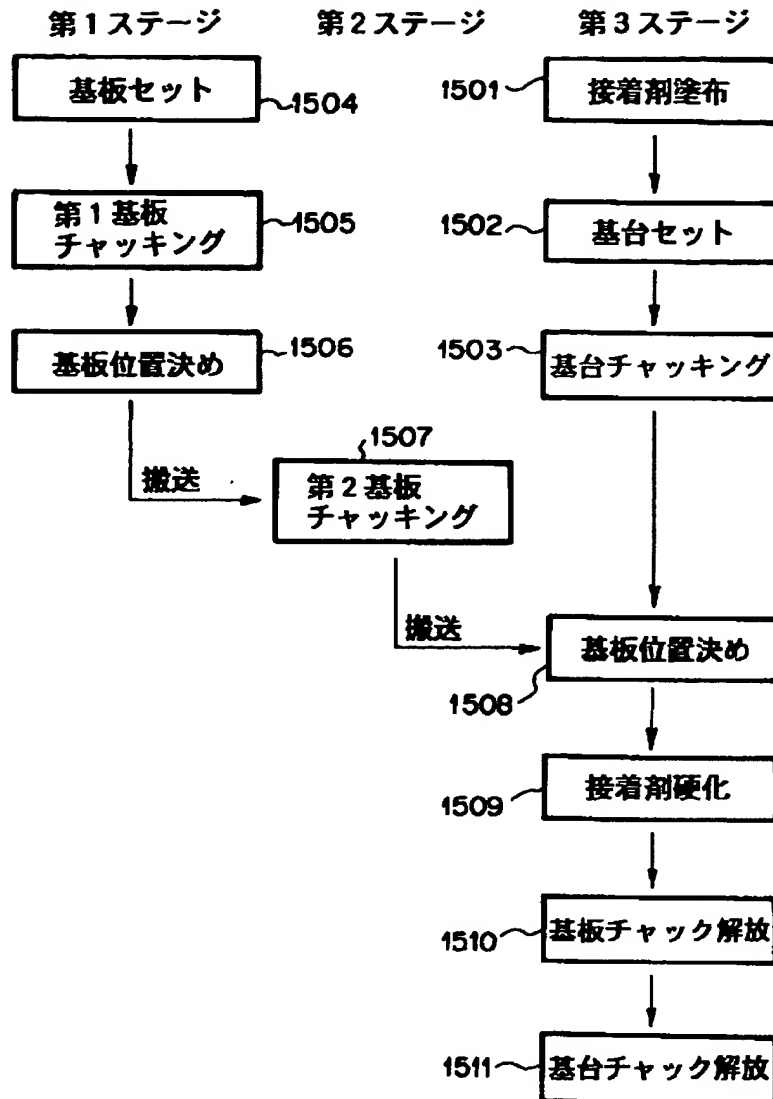 第1ステージ
第2ステージ
第3ステージ
基板セット
1504
1501
接着剤塗布
第1基板
チャッキング
1505
1502
基台セット
基板位置決め
1506
1503
基台チャッキング
1507
搬送
第2基板
チャッキング
搬送
基板位置決め
1508
1509
接着剤硬化
1510
基板チャック解放
1511
基台チャック解放